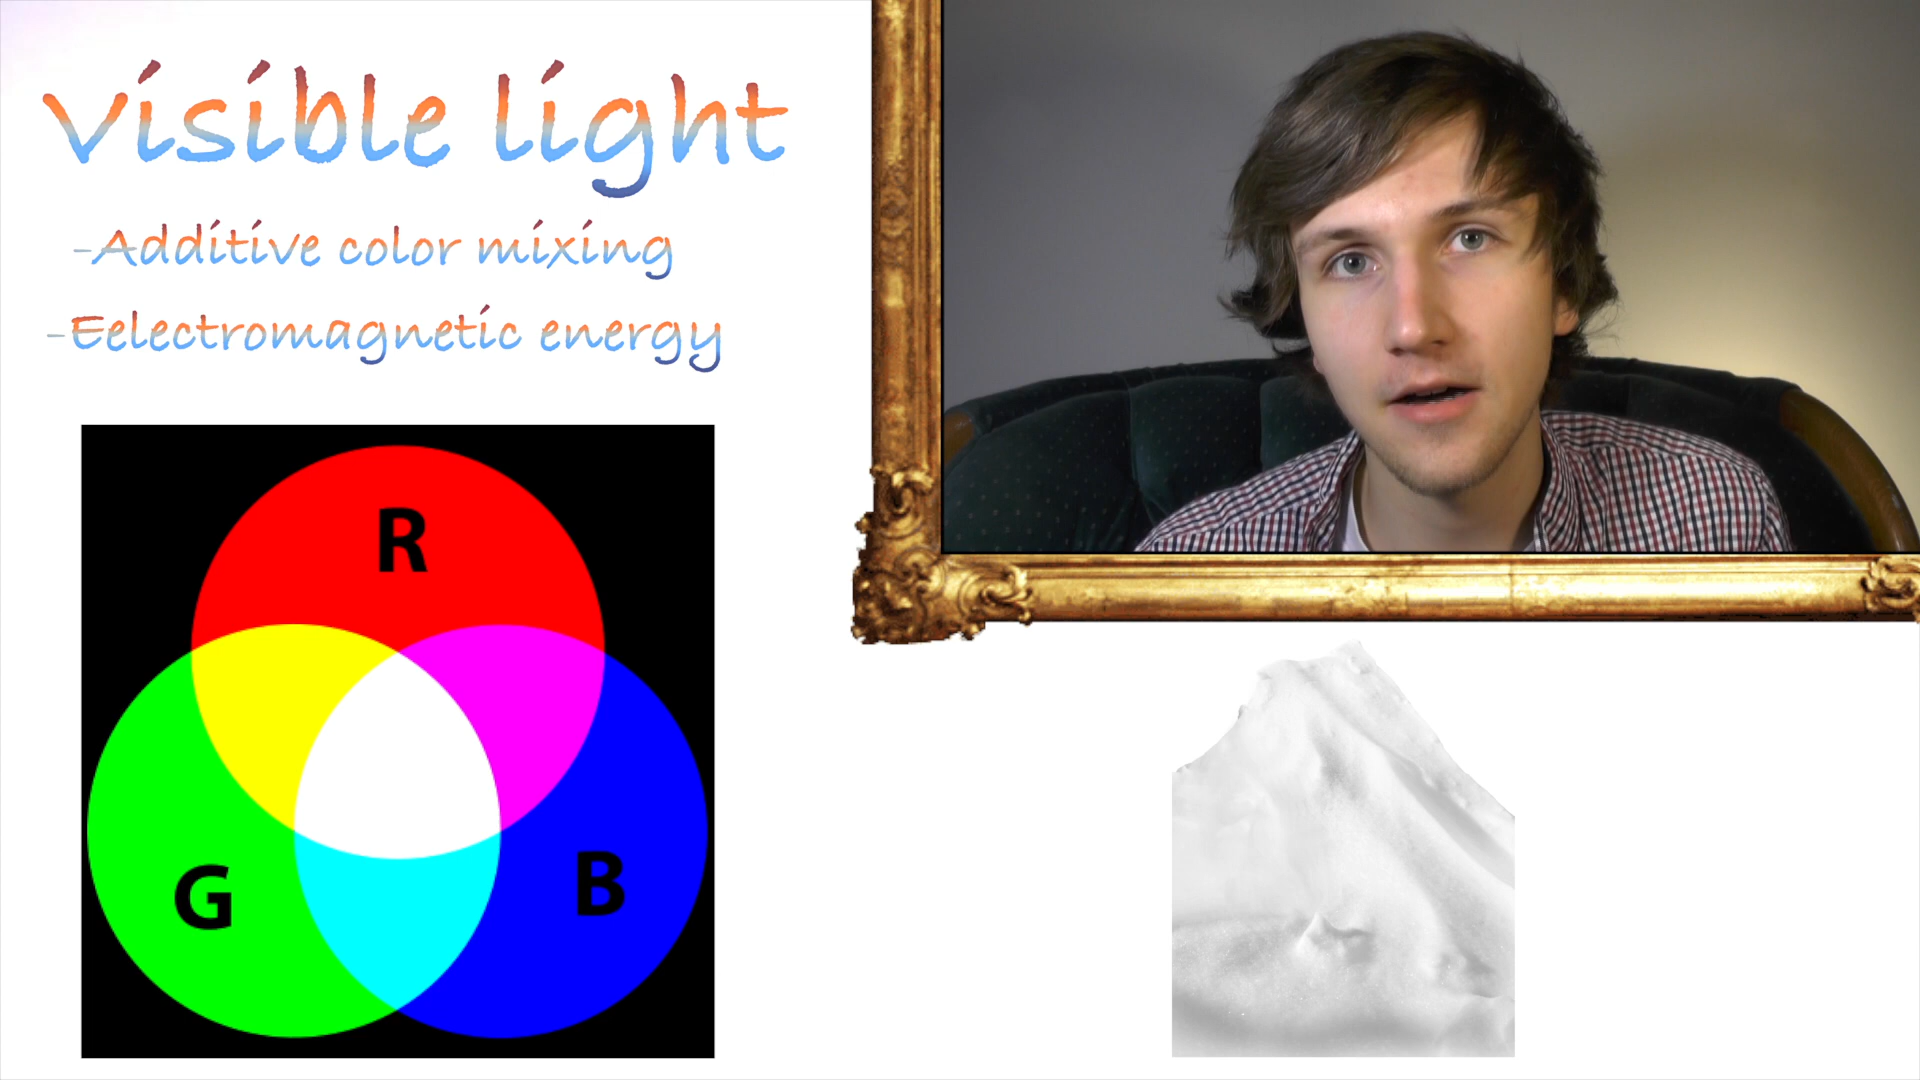 Visible light
-Additive color mixing
-Eelectromagnetic energy
R
G
B